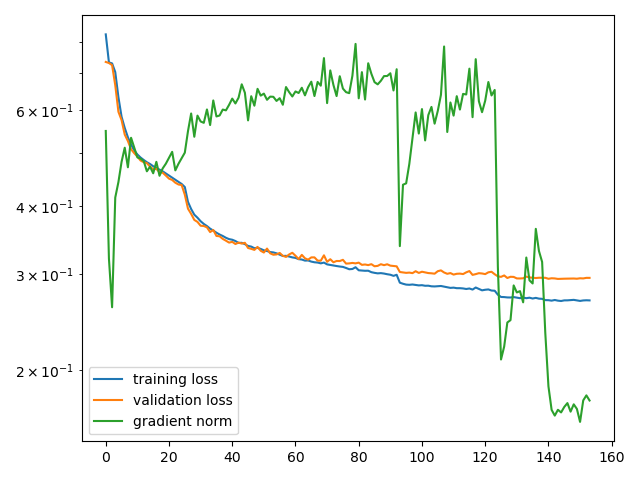 6 × 10⁻¹
4 × 10⁻¹
3 × 10⁻¹
2 × 10⁻¹
training loss
validation loss
gradient norm
0 20 40 60 80 100 120 140 160